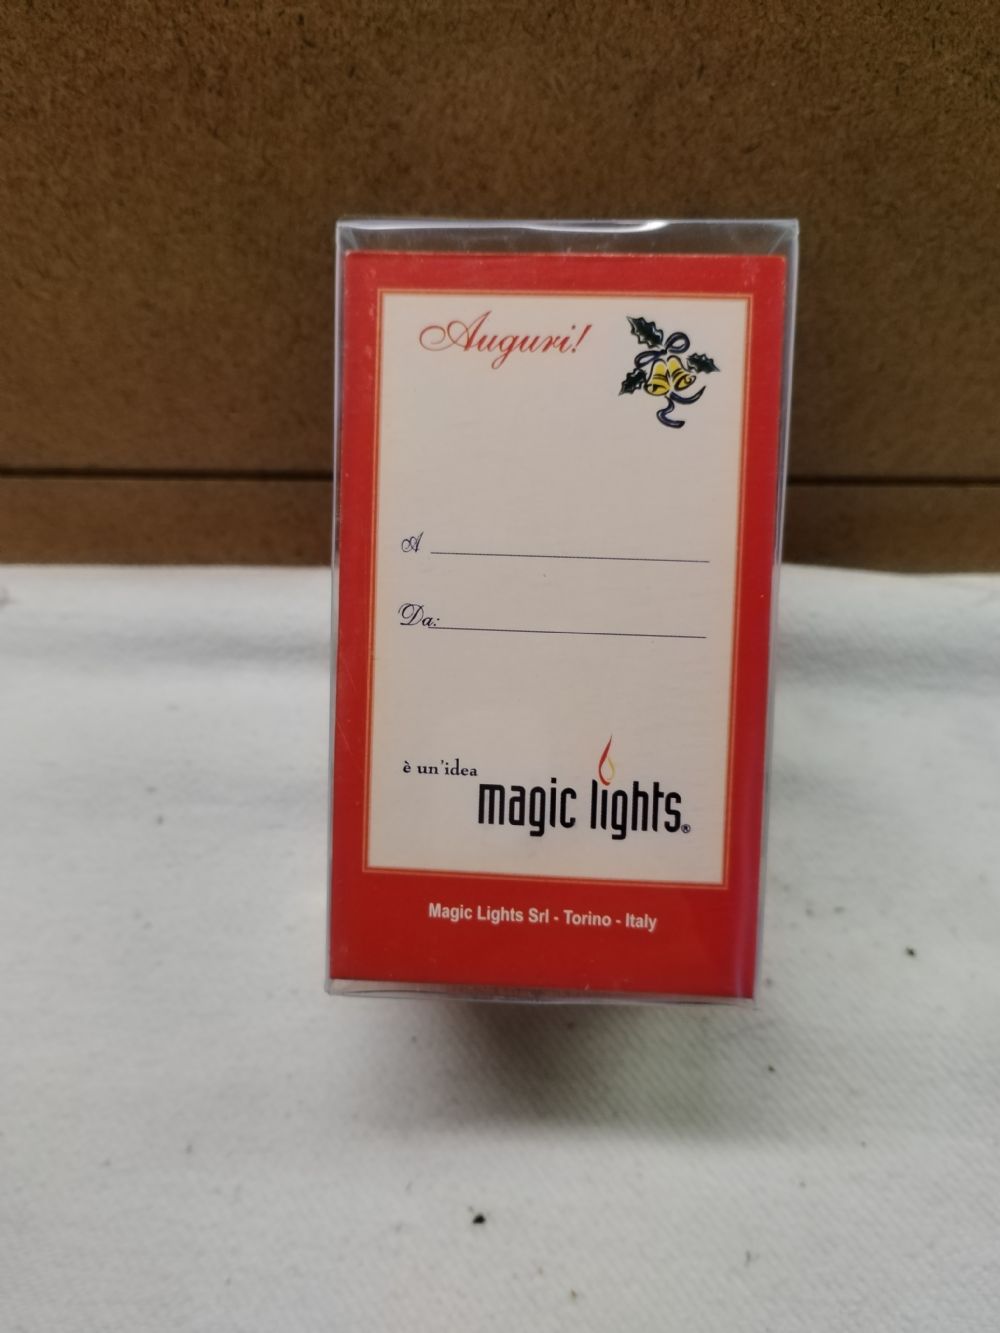 Auguri!
A
Da:
è un'idea
magic lights®
Magic Lights Srl - Torino - Italy